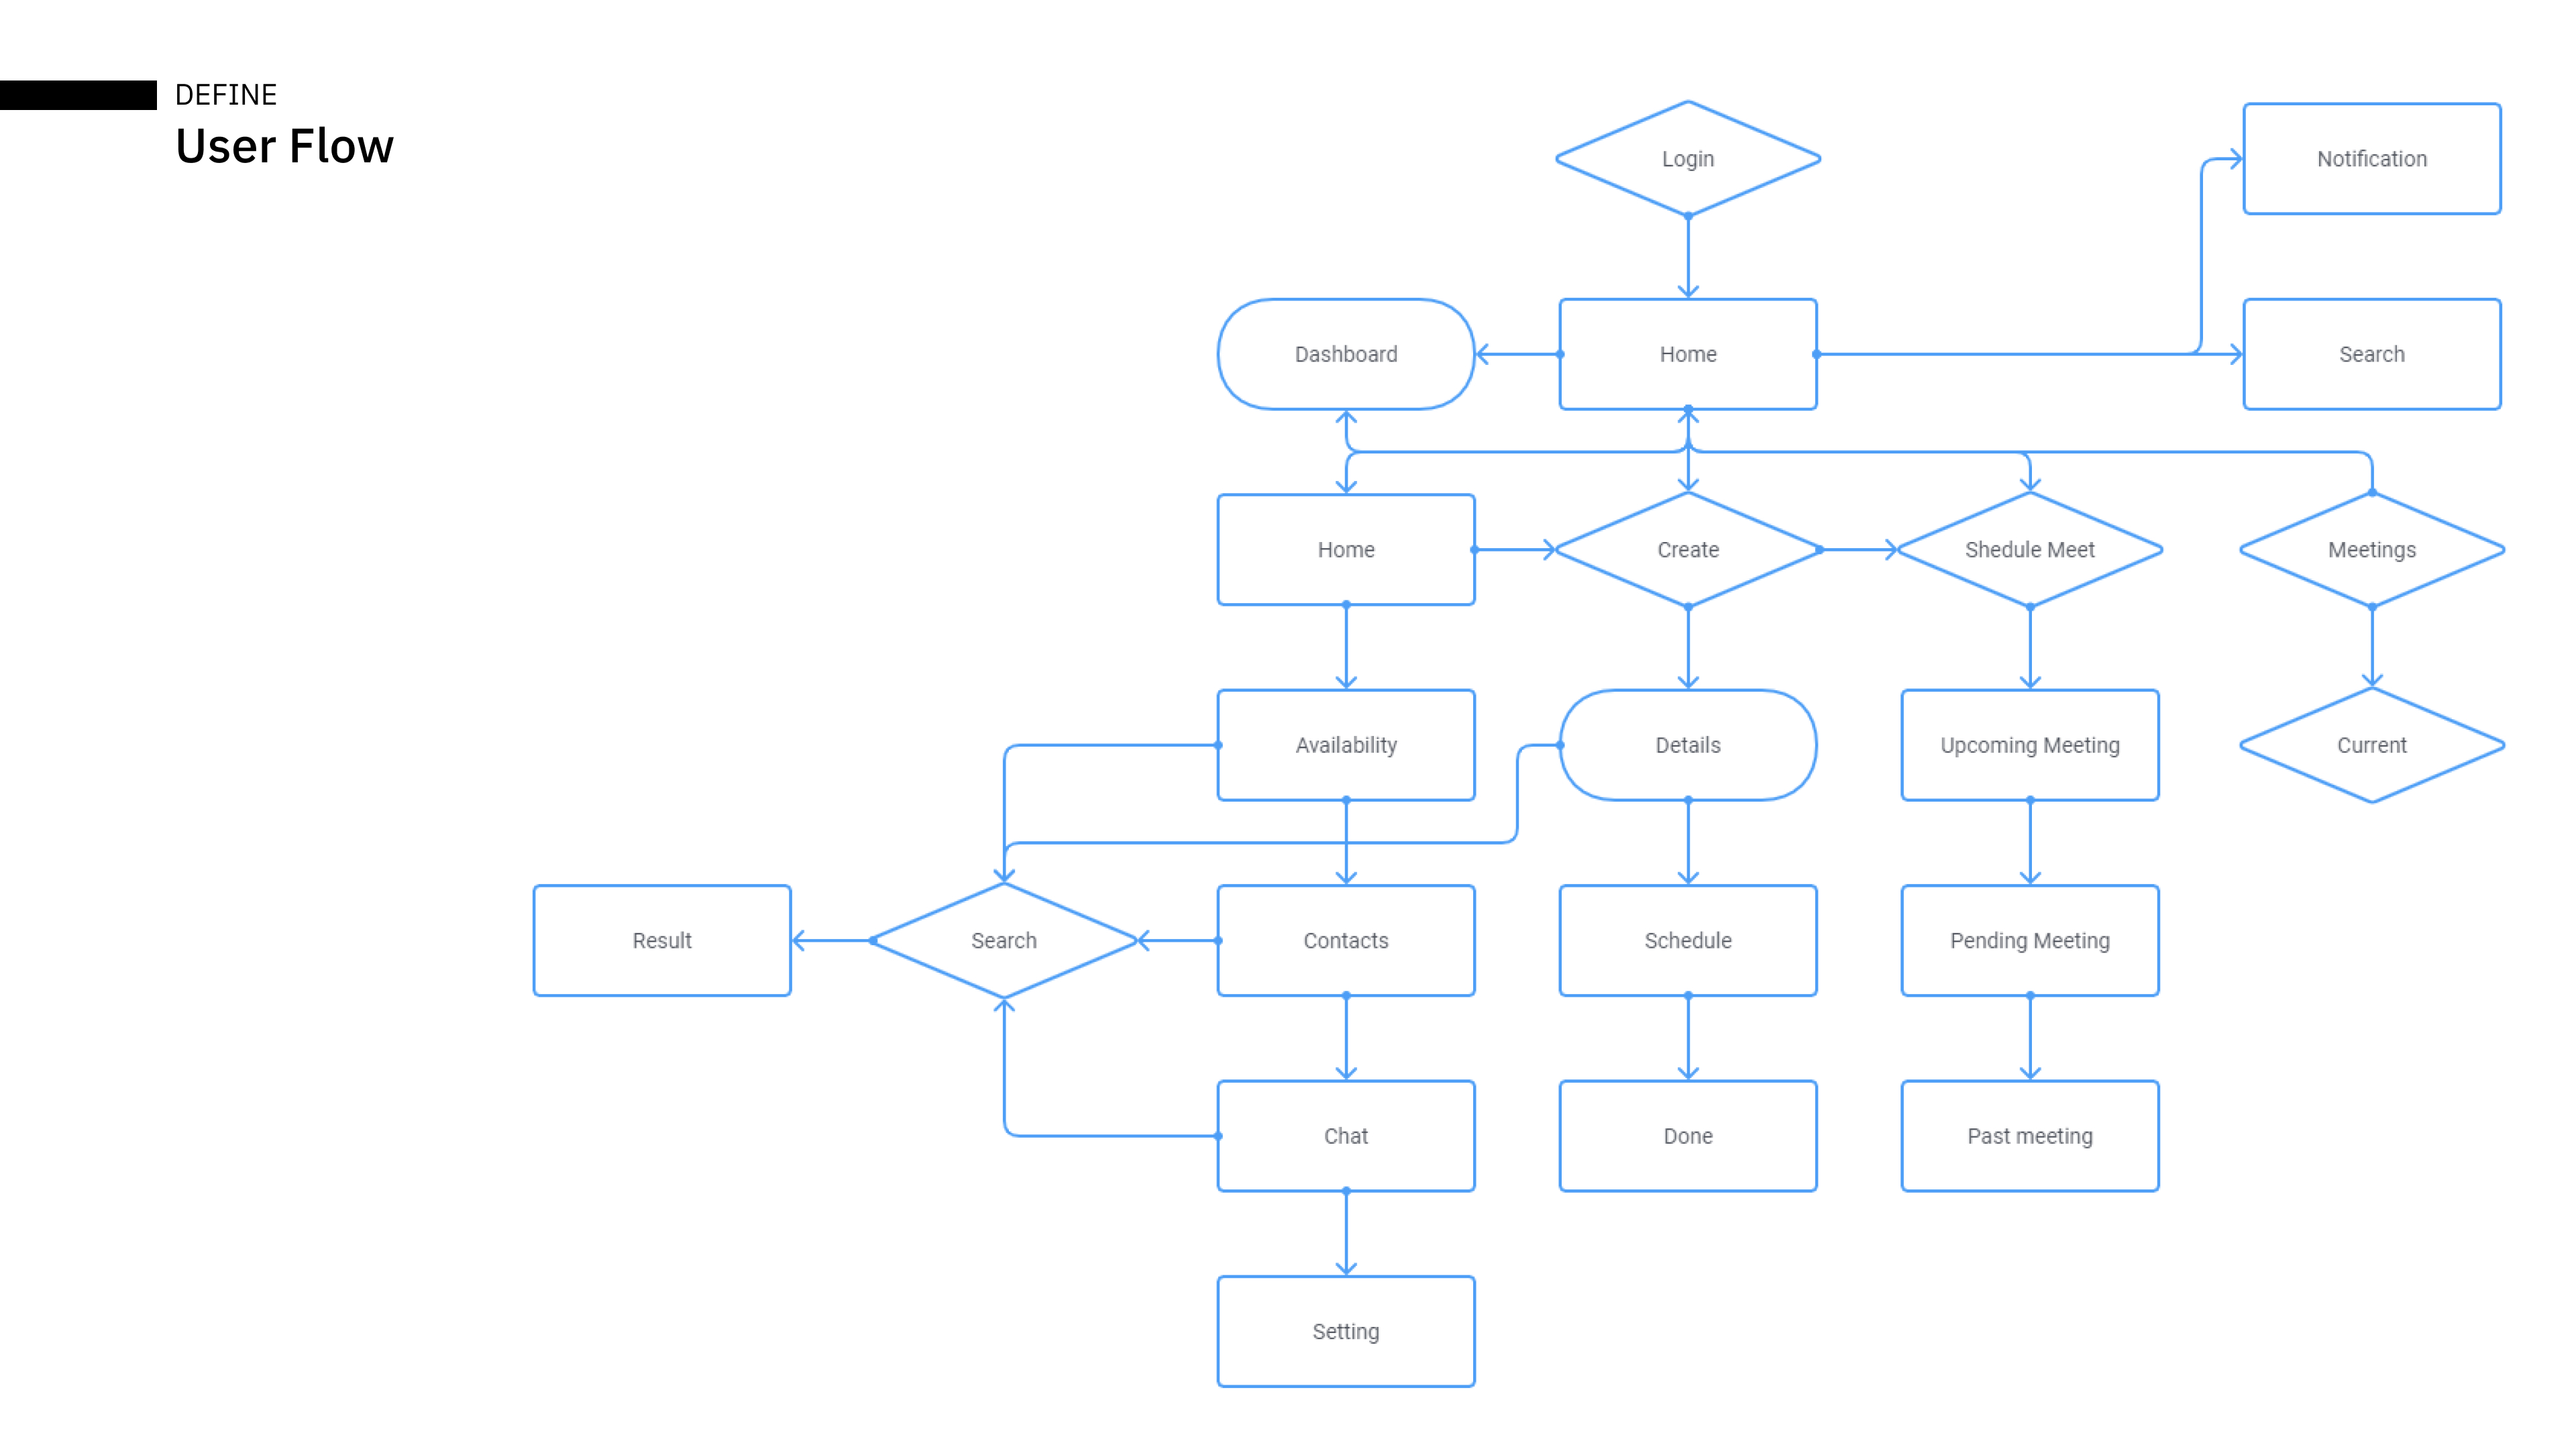 DEFINE
User Flow
Login
Notification
Dashboard
Home
Search
Home
Create
Shedule Meet
Meetings
Availability
Details
Upcoming Meeting
Current
Result
Search
Contacts
Schedule
Pending Meeting
Chat
Done
Past meeting
Setting